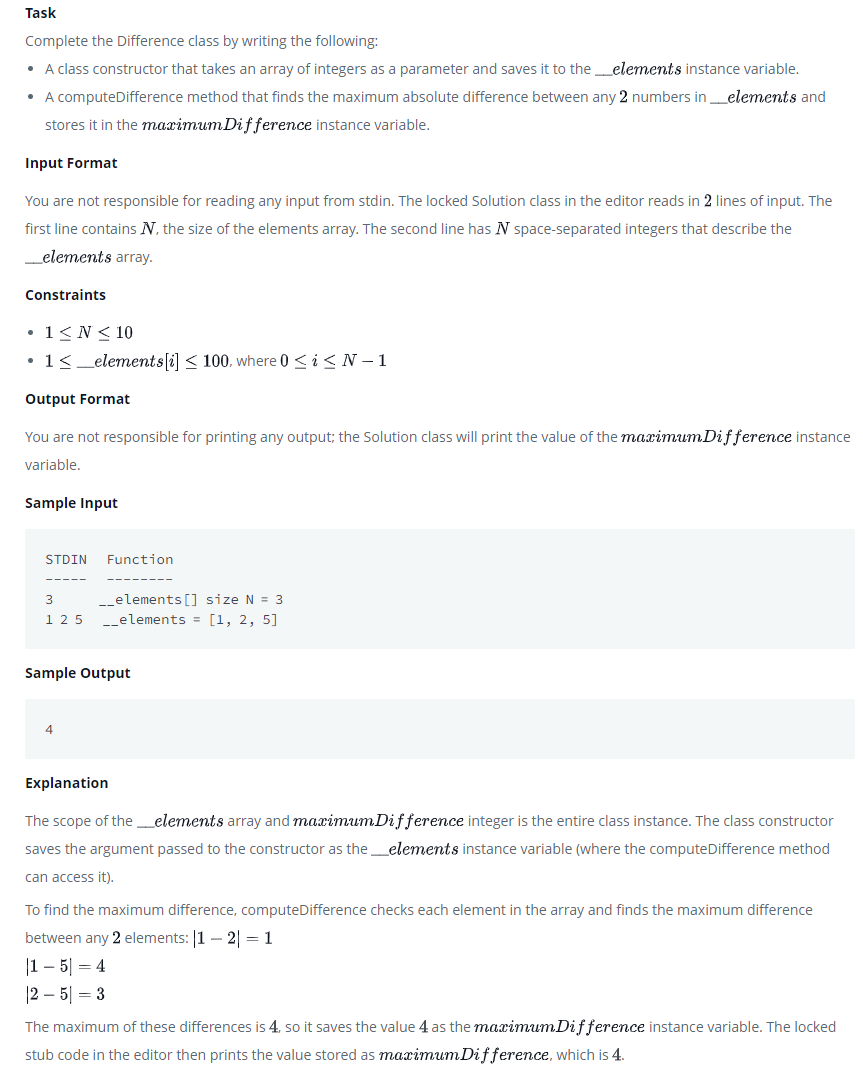 Task
Complete the Difference class by writing the following:
• A class constructor that takes an array of integers as a parameter and saves it to the __elements instance variable.
• A computeDifference method that finds the maximum absolute difference between any 2 numbers in __elements and
stores it in the maximumDifference instance variable.
Input Format
You are not responsible for reading any input from stdin. The locked Solution class in the editor reads in 2 lines of input. The
first line contains N, the size of the elements array. The second line has N space-separated integers that describe the
__elements array.
Constraints
• 1 ≤ N ≤ 10
• 1 ≤ __elements[i] ≤ 100, where 0 ≤ i ≤ N − 1
Output Format
You are not responsible for printing any output; the Solution class will print the value of the maximumDifference instance
variable.
Sample Input
STDIN   Function
-----   --------
3       __elements[] size N = 3
1 2 5   __elements = [1, 2, 5]
Sample Output
4
Explanation
The scope of the __elements array and maximumDifference integer is the entire class instance. The class constructor
saves the argument passed to the constructor as the __elements instance variable (where the computeDifference method
can access it).
To find the maximum difference, computeDifference checks each element in the array and finds the maximum difference
between any 2 elements: |1 − 2| = 1
|1 − 5| = 4
|2 − 5| = 3
The maximum of these differences is 4, so it saves the value 4 as the maximumDifference instance variable. The locked
stub code in the editor then prints the value stored as maximumDifference, which is 4.